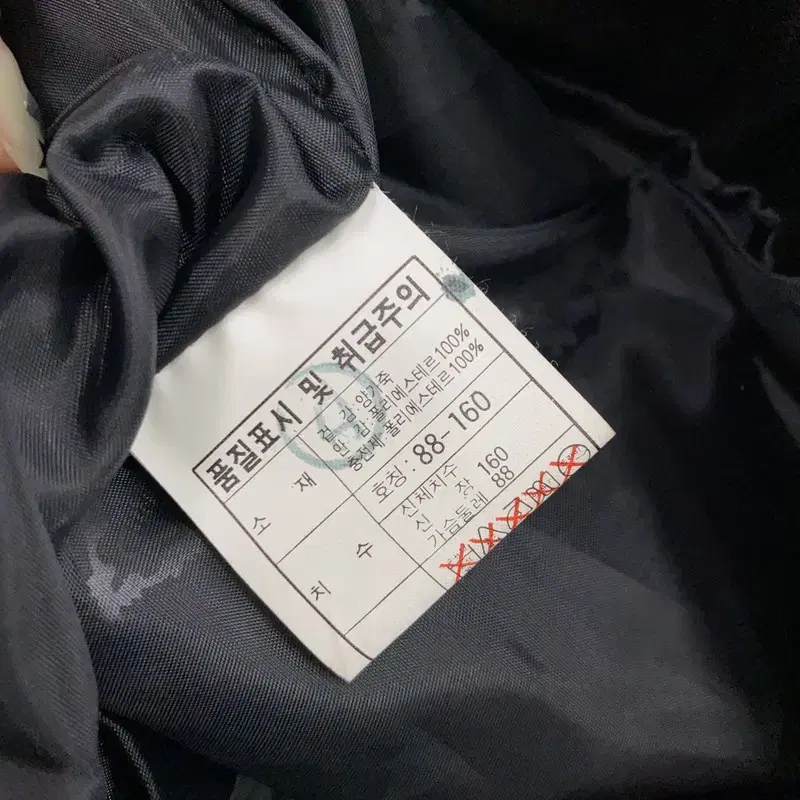 품질표시 및 취급주의
소 재
겉 감:양가죽
안 감:폴리에스테르100%
충전제:폴리에스테르100%
치 수
호칭: 88-160
신체치수
신 장 160
가슴둘레 88